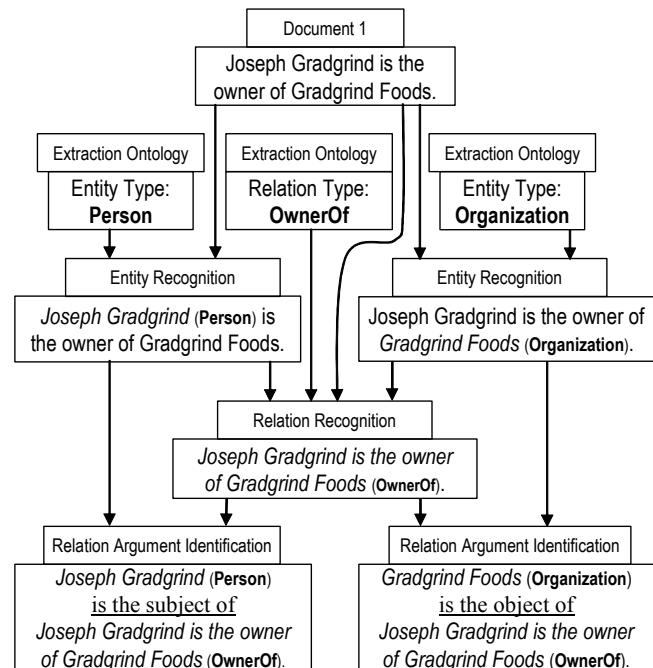 Document 1
Joseph Gradgrind is the
owner of Gradgrind Foods.
Extraction Ontology
Entity Type:
Person
Extraction Ontology
Relation Type:
OwnerOf
Extraction Ontology
Entity Type:
Organization
Entity Recognition
Joseph Gradgrind (Person) is
the owner of Gradgrind Foods.
Entity Recognition
Joseph Gradgrind is the owner of
Gradgrind Foods (Organization).
Relation Recognition
Joseph Gradgrind is the owner
of Gradgrind Foods (OwnerOf).
Relation Argument Identification
Joseph Gradgrind (Person)
is the subject of
Joseph Gradgrind is the owner
of Gradgrind Foods (OwnerOf).
Relation Argument Identification
Gradgrind Foods (Organization)
is the object of
Joseph Gradgrind is the owner
of Gradgrind Foods (OwnerOf).